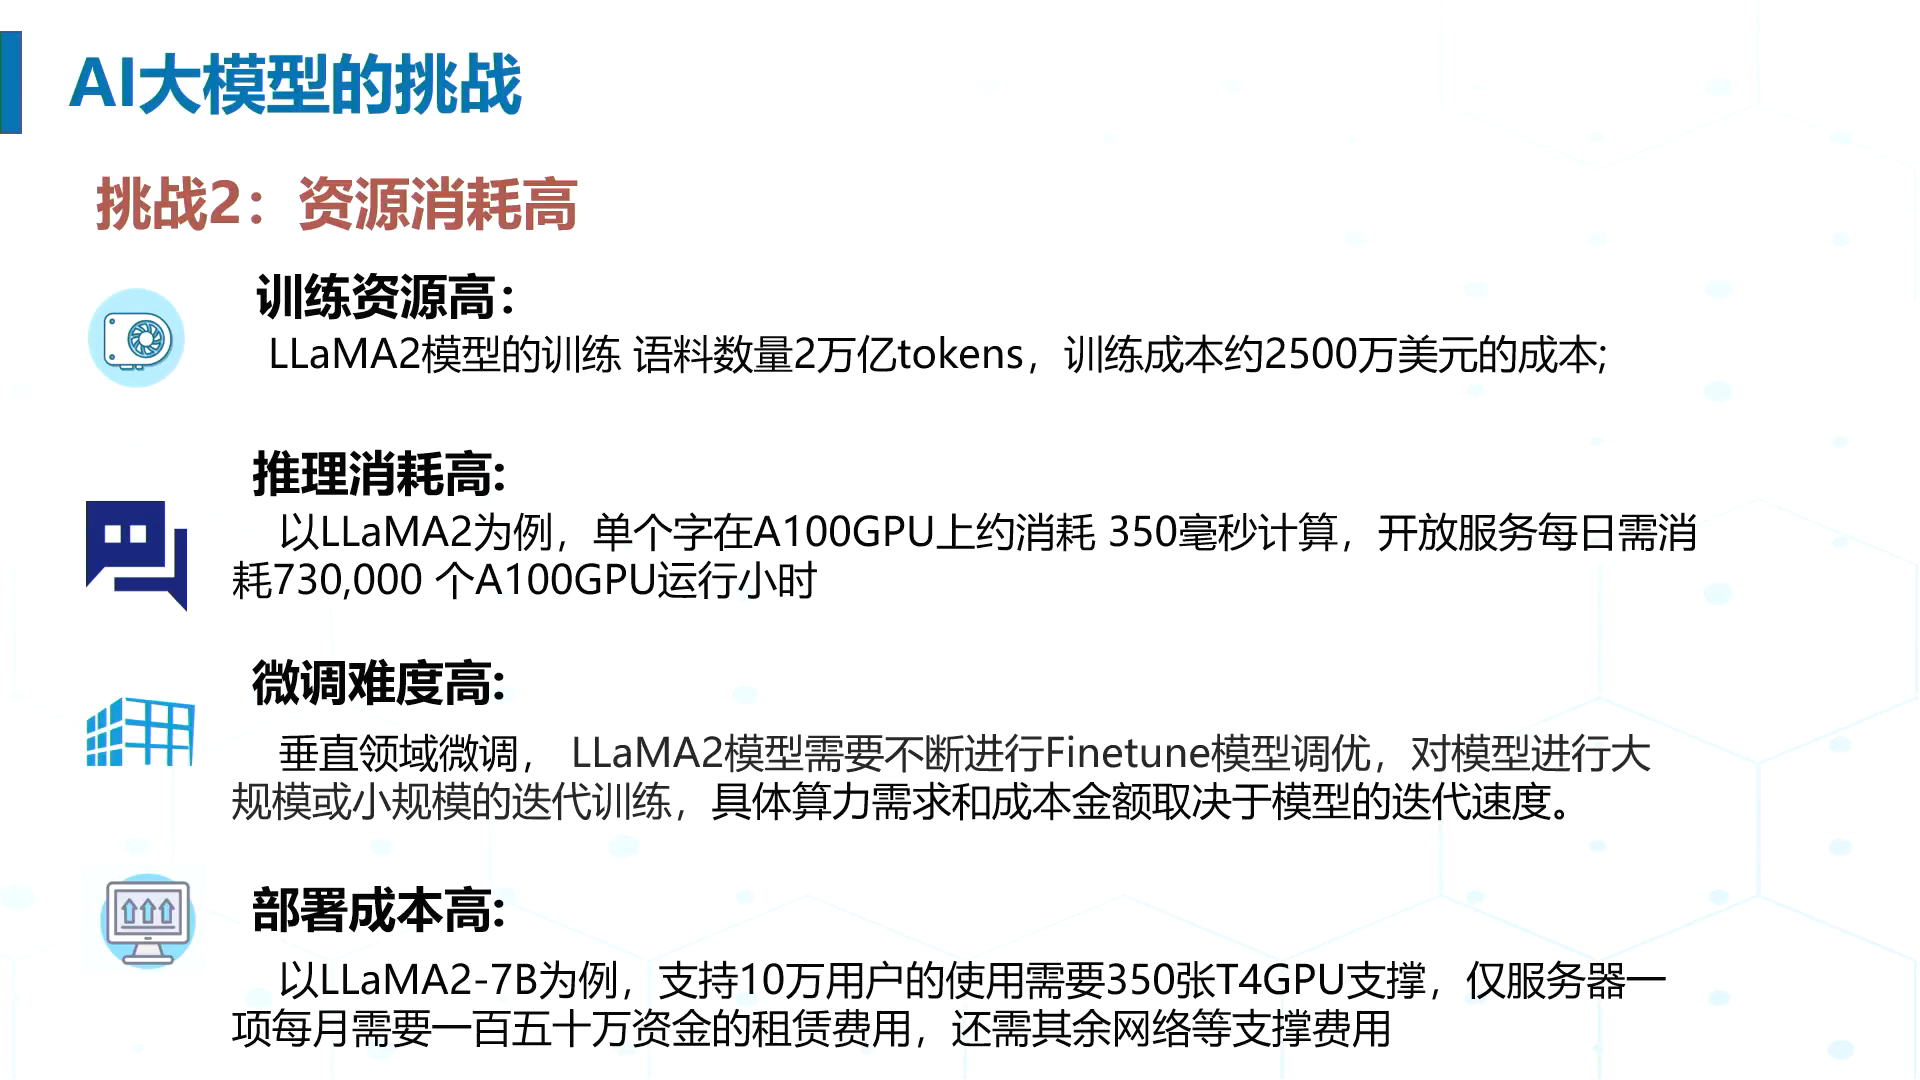 AI大模型的挑战
挑战2：资源消耗高
训练资源高：
LLaMA2模型的训练 语料数量2万亿tokens，训练成本约2500万美元的成本;
推理消耗高:
以LLaMA2为例，单个字在A100GPU上约消耗 350毫秒计算，开放服务每日需消
耗730,000 个A100GPU运行小时
微调难度高:
垂直领域微调， LLaMA2模型需要不断进行Finetune模型调优，对模型进行大
规模或小规模的迭代训练，具体算力需求和成本金额取决于模型的迭代速度。
部署成本高:
以LLaMA2-7B为例，支持10万用户的使用需要350张T4GPU支撑，仅服务器一
项每月需要一百五十万资金的租赁费用，还需其余网络等支撑费用